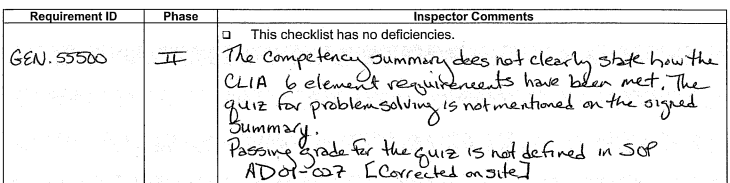 Requirement ID Phase Inspector Comments
❑ This checklist has no deficiencies.
GEN.55500 II The competency summary does not clearly state how the
CLIA 6 element requirements have been met. The
quiz for problem solving is not mentioned on the signed
Summary.
Passing grade for the quiz is not defined in SOP
AD01-027 [Corrected on site]